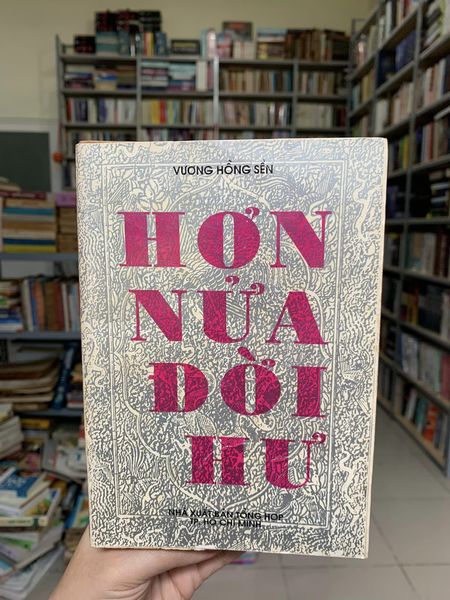 VƯƠNG HỒNG SỂN
HƠN
NỬA
ĐỜI
HƯ
NHÀ XUẤT BẢN TỔNG HỢP
TP. HỒ CHÍ MINH